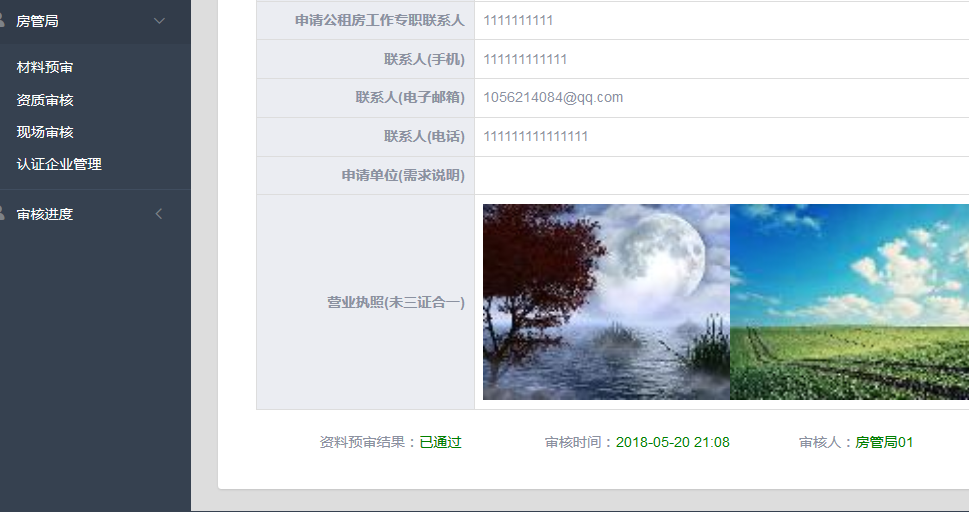 房管局
材料预审
资质审核
现场审核
认证企业管理
审核进度
申请公租房工作专职联系人 1111111111
联系人(手机) 111111111111
联系人(电子邮箱) 1056214084@qq.com
联系人(电话) 111111111111111
申请单位(需求说明)
营业执照(未三证合一)
资料预审结果：已通过 审核时间：2018-05-20 21:08 审核人：房管局01